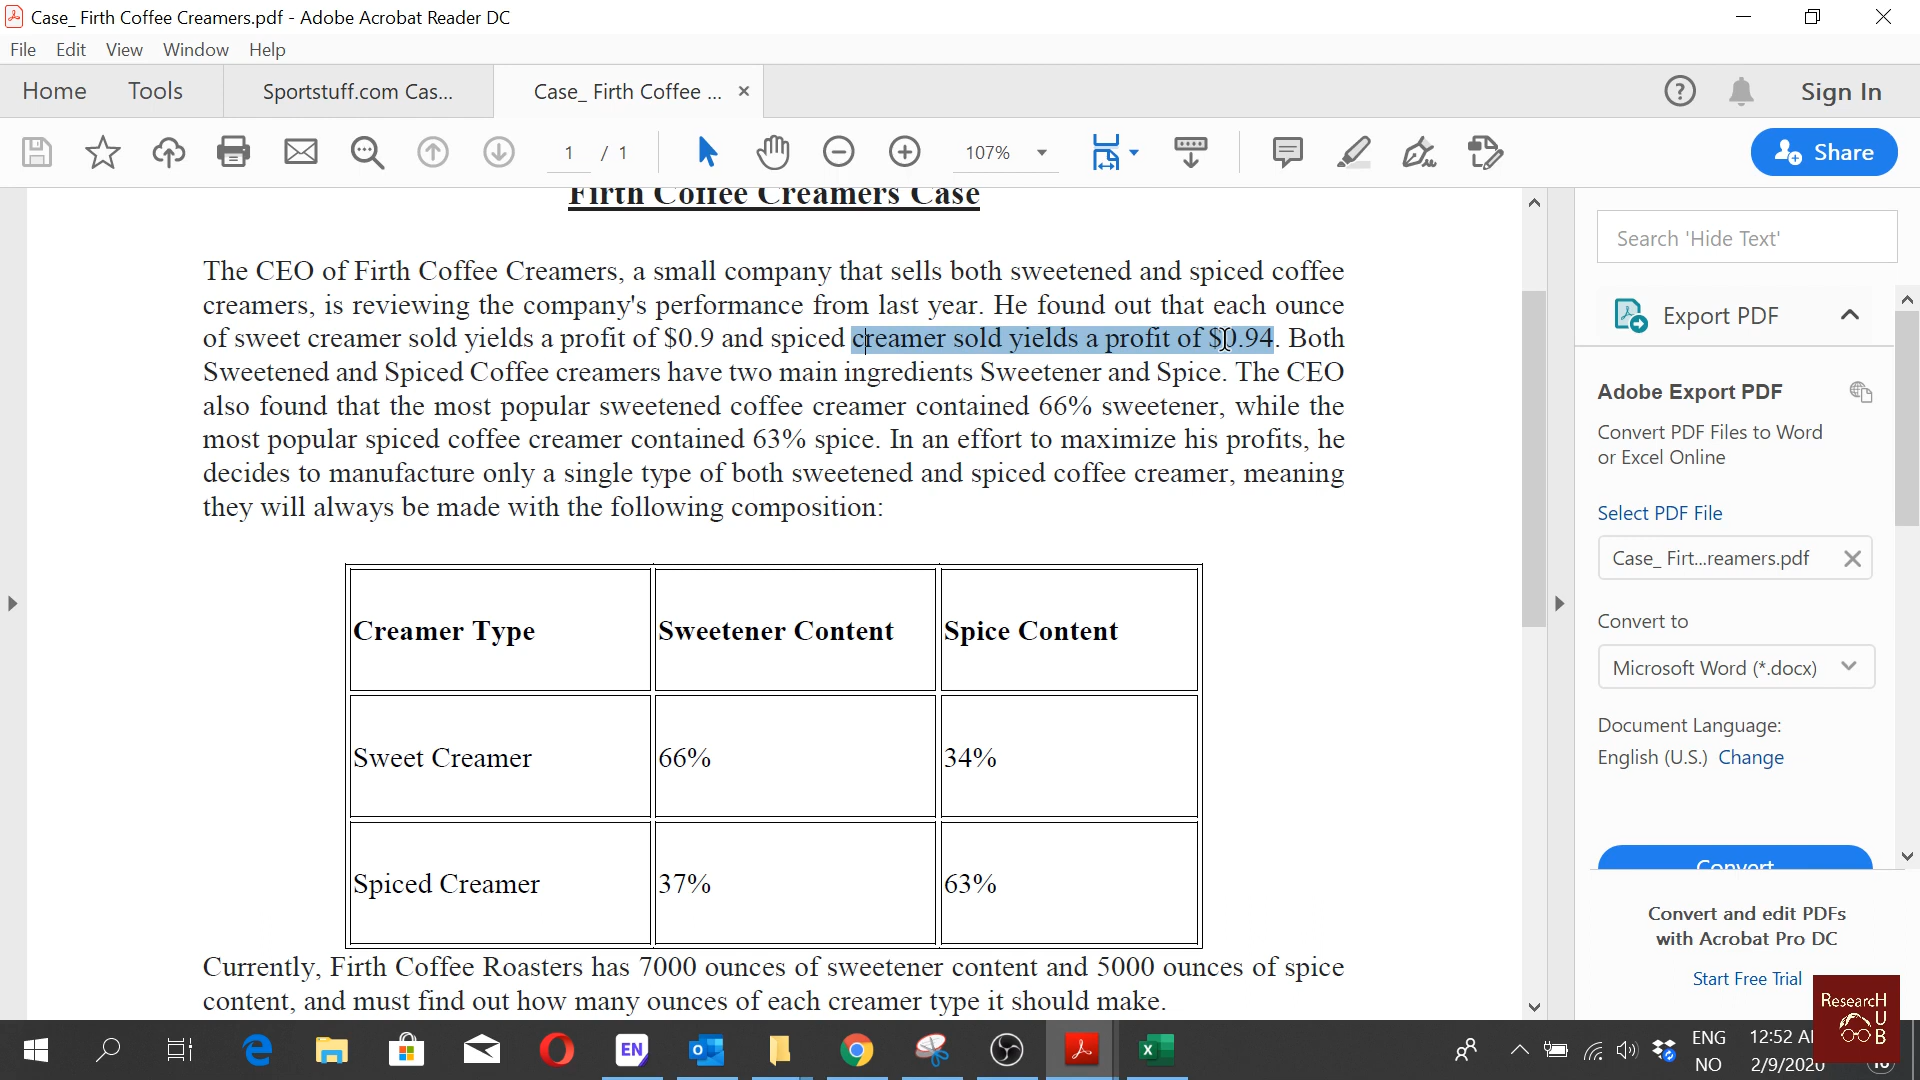 Case_ Firth Coffee Creamers.pdf - Adobe Acrobat Reader DC
File Edit View Window Help
Home Tools Sportstuff.com Cas... Case_ Firth Coffee ... × Sign In
1 / 1 107% Share
Firth Coffee Creamers Case
The CEO of Firth Coffee Creamers, a small company that sells both sweetened and spiced coffee
creamers, is reviewing the company's performance from last year. He found out that each ounce
of sweet creamer sold yields a profit of $0.9 and spiced creamer sold yields a profit of $0.94. Both
Sweetened and Spiced Coffee creamers have two main ingredients Sweetener and Spice. The CEO
also found that the most popular sweetened coffee creamer contained 66% sweetener, while the
most popular spiced coffee creamer contained 63% spice. In an effort to maximize his profits, he
decides to manufacture only a single type of both sweetened and spiced coffee creamer, meaning
they will always be made with the following composition:
Creamer Type Sweetener Content Spice Content
Sweet Creamer 66% 34%
Spiced Creamer 37% 63%
Currently, Firth Coffee Roasters has 7000 ounces of sweetener content and 5000 ounces of spice
content, and must find out how many ounces of each creamer type it should make.
Search 'Hide Text'
Export PDF
Adobe Export PDF
Convert PDF Files to Word
or Excel Online
Select PDF File
Case_ Firt...reamers.pdf
Convert to
Microsoft Word (*.docx)
Document Language:
English (U.S.) Change
Convert
Convert and edit PDFs
with Acrobat Pro DC
Start Free Trial
ResearcH
U
B
EN
ENG
NO
12:52 A
2/9/2020